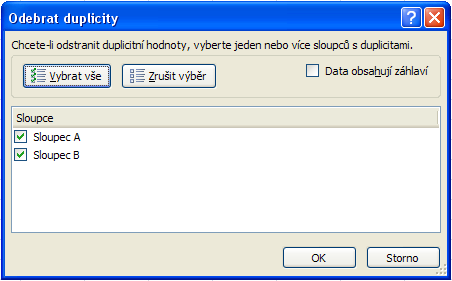 Odebrat duplicity
Chcete-li odstranit duplicitní hodnoty, vyberte jeden nebo více sloupců s duplicitami.
Vybrat vše
Zrušit výběr
Data obsahují záhlaví
Sloupce
Sloupec A
Sloupec B
OK
Storno